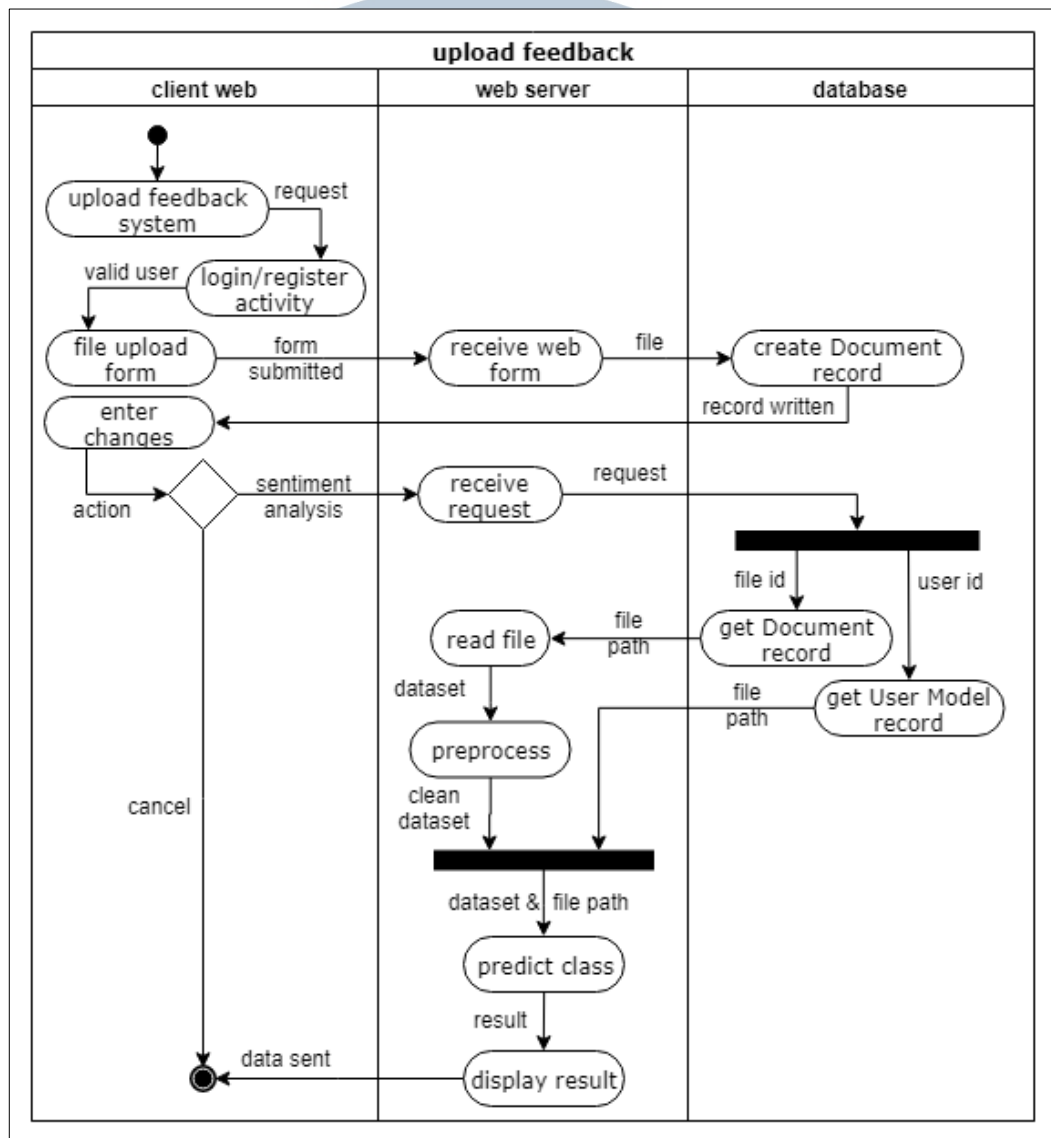 upload feedback
client web
web server
database
upload feedback
system
request
login/register
activity
valid user
file upload
form
form
submitted
receive web
form
file
create Document
record
record written
enter
changes
action
sentiment
analysis
receive
request
request
file id
user id
get Document
record
file
path
read file
get User Model
record
file
path
dataset
preprocess
clean
dataset
cancel
dataset & file path
predict class
result
display result
data sent